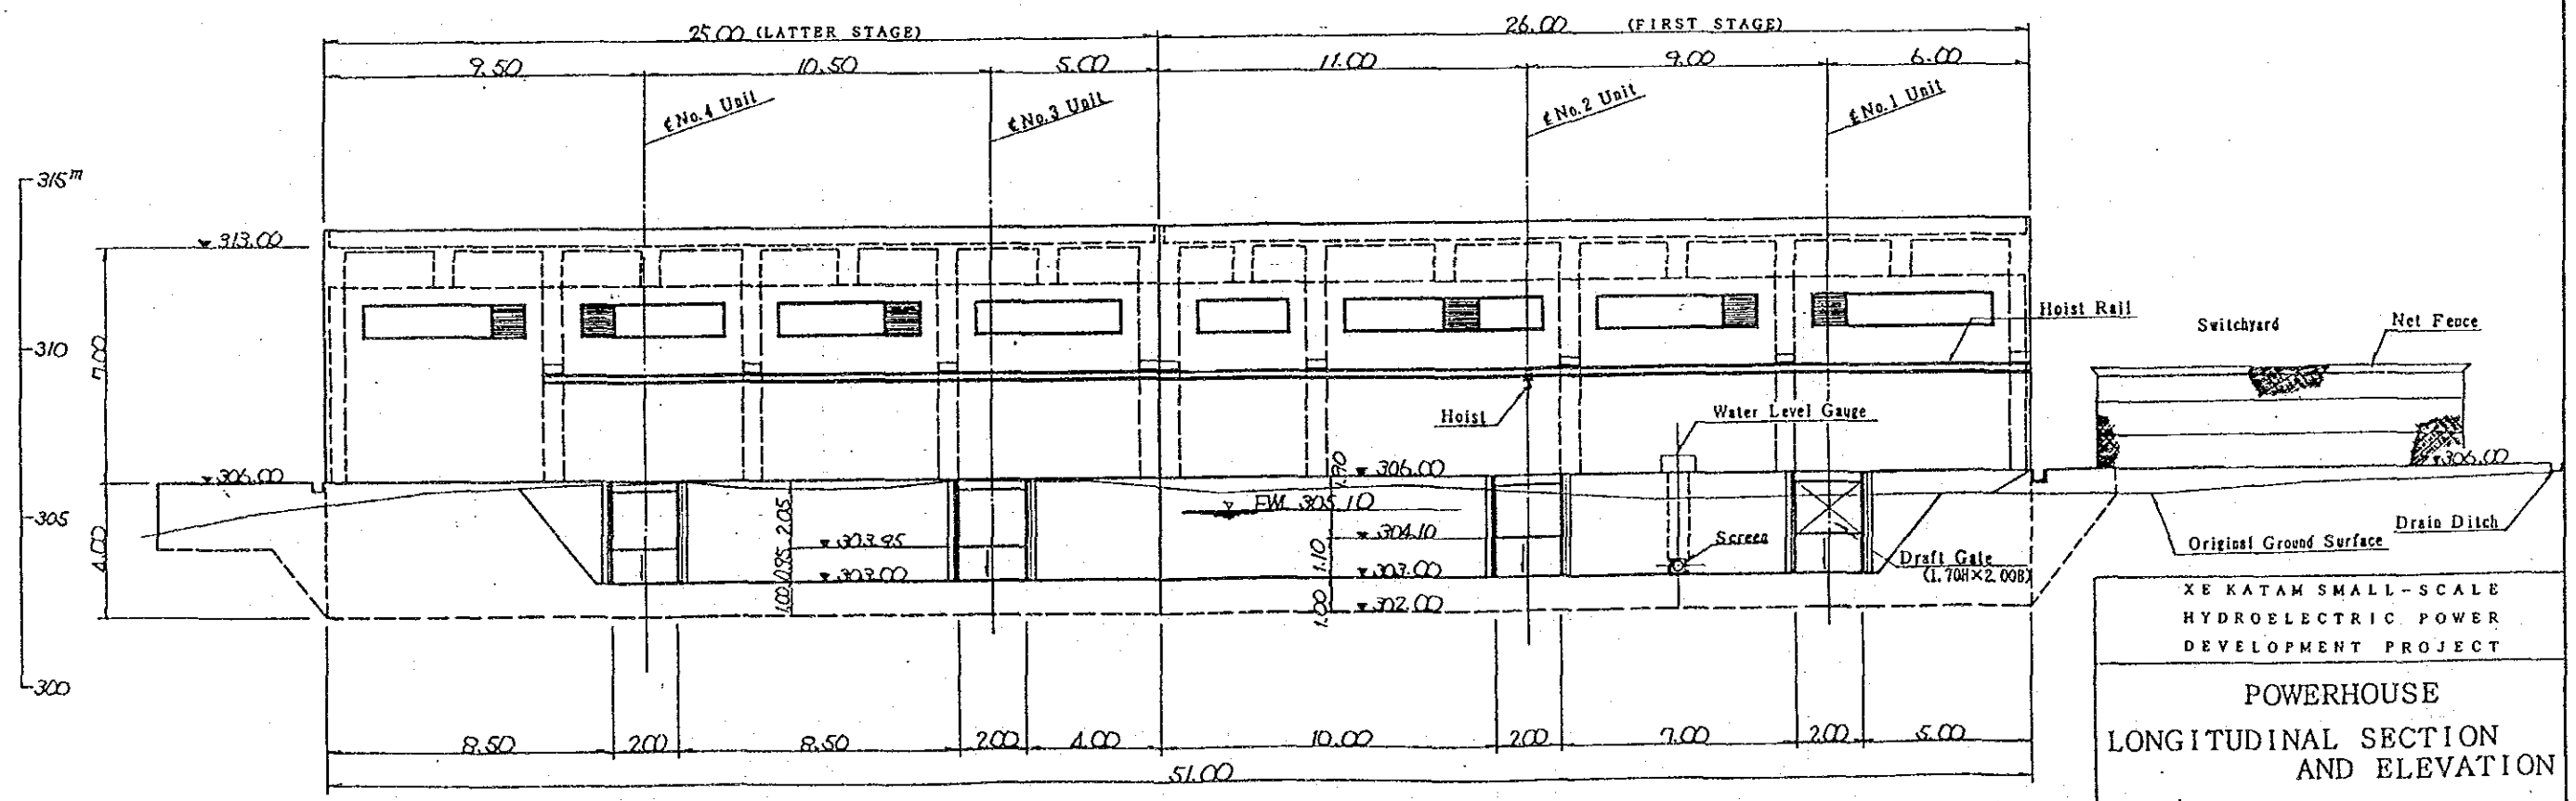 25.00 (LATTER STAGE)
26.00 (FIRST STAGE)
9.50
10.50
5.00
11.00
9.00
6.00
℄ No.4 Unit
℄ No.3 Unit
℄ No.2 Unit
℄ No.1 Unit
315m
310
305
300
313.00
7.00
306.00
4.00
Hoist Rail
Switchyard
Net Fence
Hoist
Water Level Gauge
306.00
306.00
2.05
0.95
1.00
303.95
303.00
305.10
304.10
1.10
303.00
1.00
302.00
Screen
Draft Gate
(1.70H×2.00B)
Original Ground Surface
Drain Ditch
8.50
2.00
8.50
2.00
4.00
10.00
2.00
7.00
2.00
5.00
51.00
XE KATAM SMALL-SCALE
HYDROELECTRIC POWER
DEVELOPMENT PROJECT
POWERHOUSE
LONGITUDINAL SECTION
AND ELEVATION